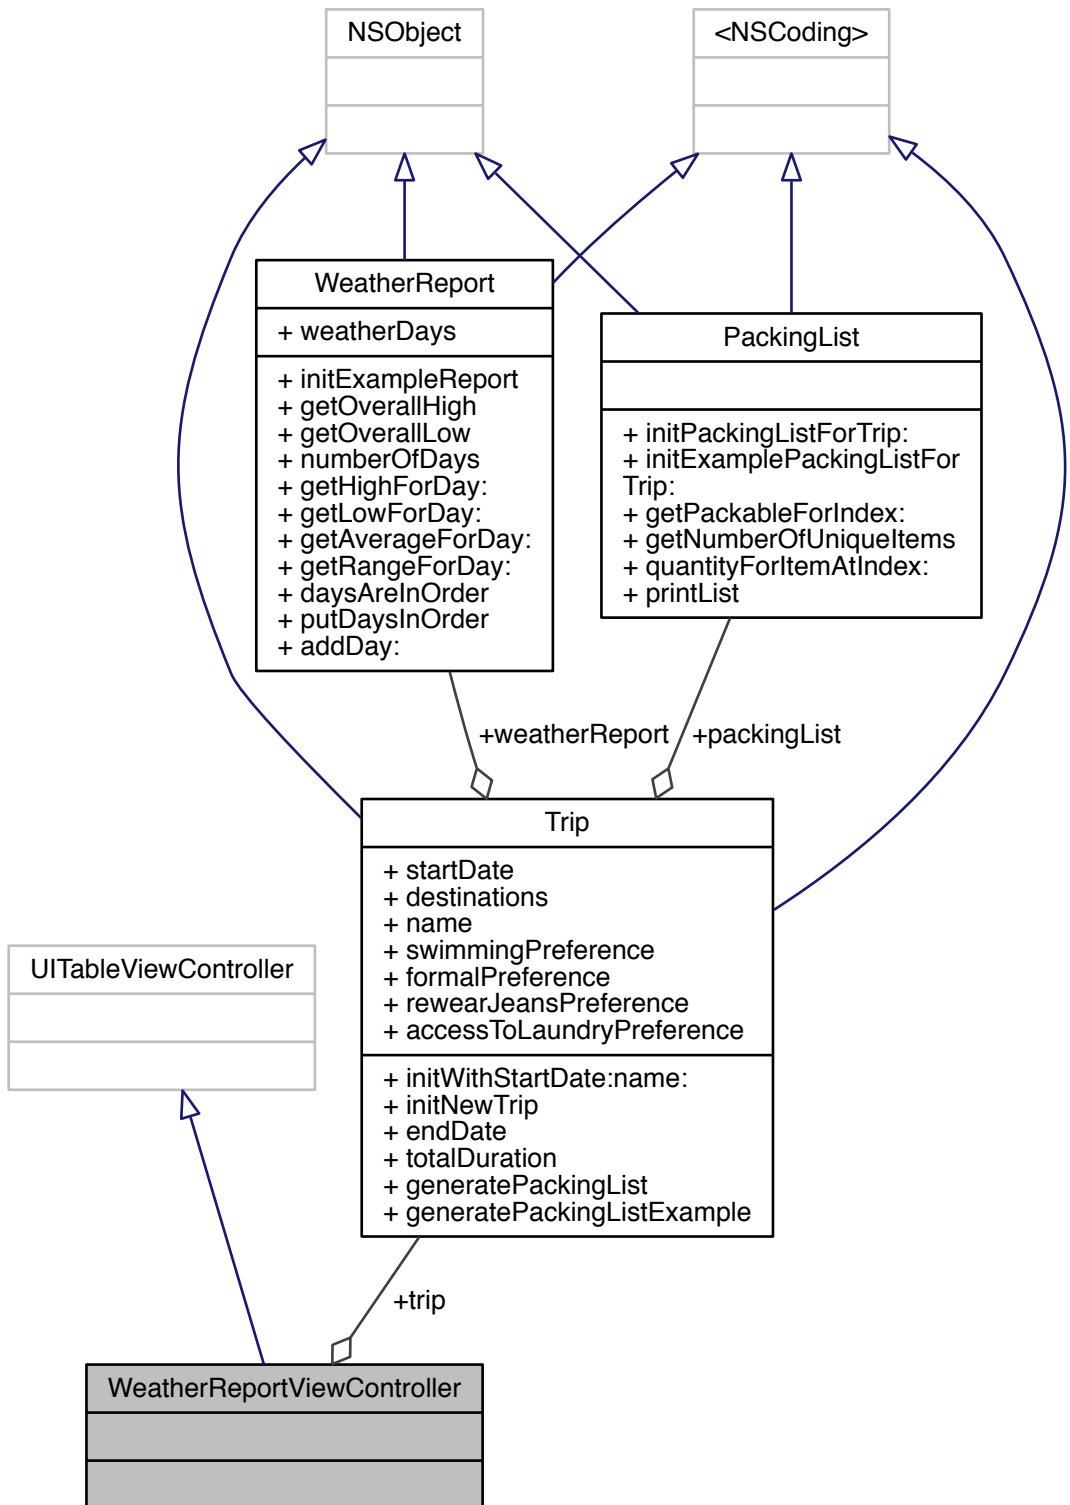 NSObject
<NSCoding>
WeatherReport
+ weatherDays
+ initExampleReport
+ getOverallHigh
+ getOverallLow
+ numberOfDays
+ getHighForDay:
+ getLowForDay:
+ getAverageForDay:
+ getRangeForDay:
+ daysAreInOrder
+ putDaysInOrder
+ addDay:
PackingList
+ initPackingListForTrip:
+ initExamplePackingListFor
Trip:
+ getPackableForIndex:
+ getNumberOfUniqueItems
+ quantityForItemAtIndex:
+ printList
+weatherReport
+packingList
Trip
+ startDate
+ destinations
+ name
+ swimmingPreference
+ formalPreference
+ rewearJeansPreference
+ accessToLaundryPreference
+ initWithStartDate:name:
+ initNewTrip
+ endDate
+ totalDuration
+ generatePackingList
+ generatePackingListExample
UITableViewController
+trip
WeatherReportViewController